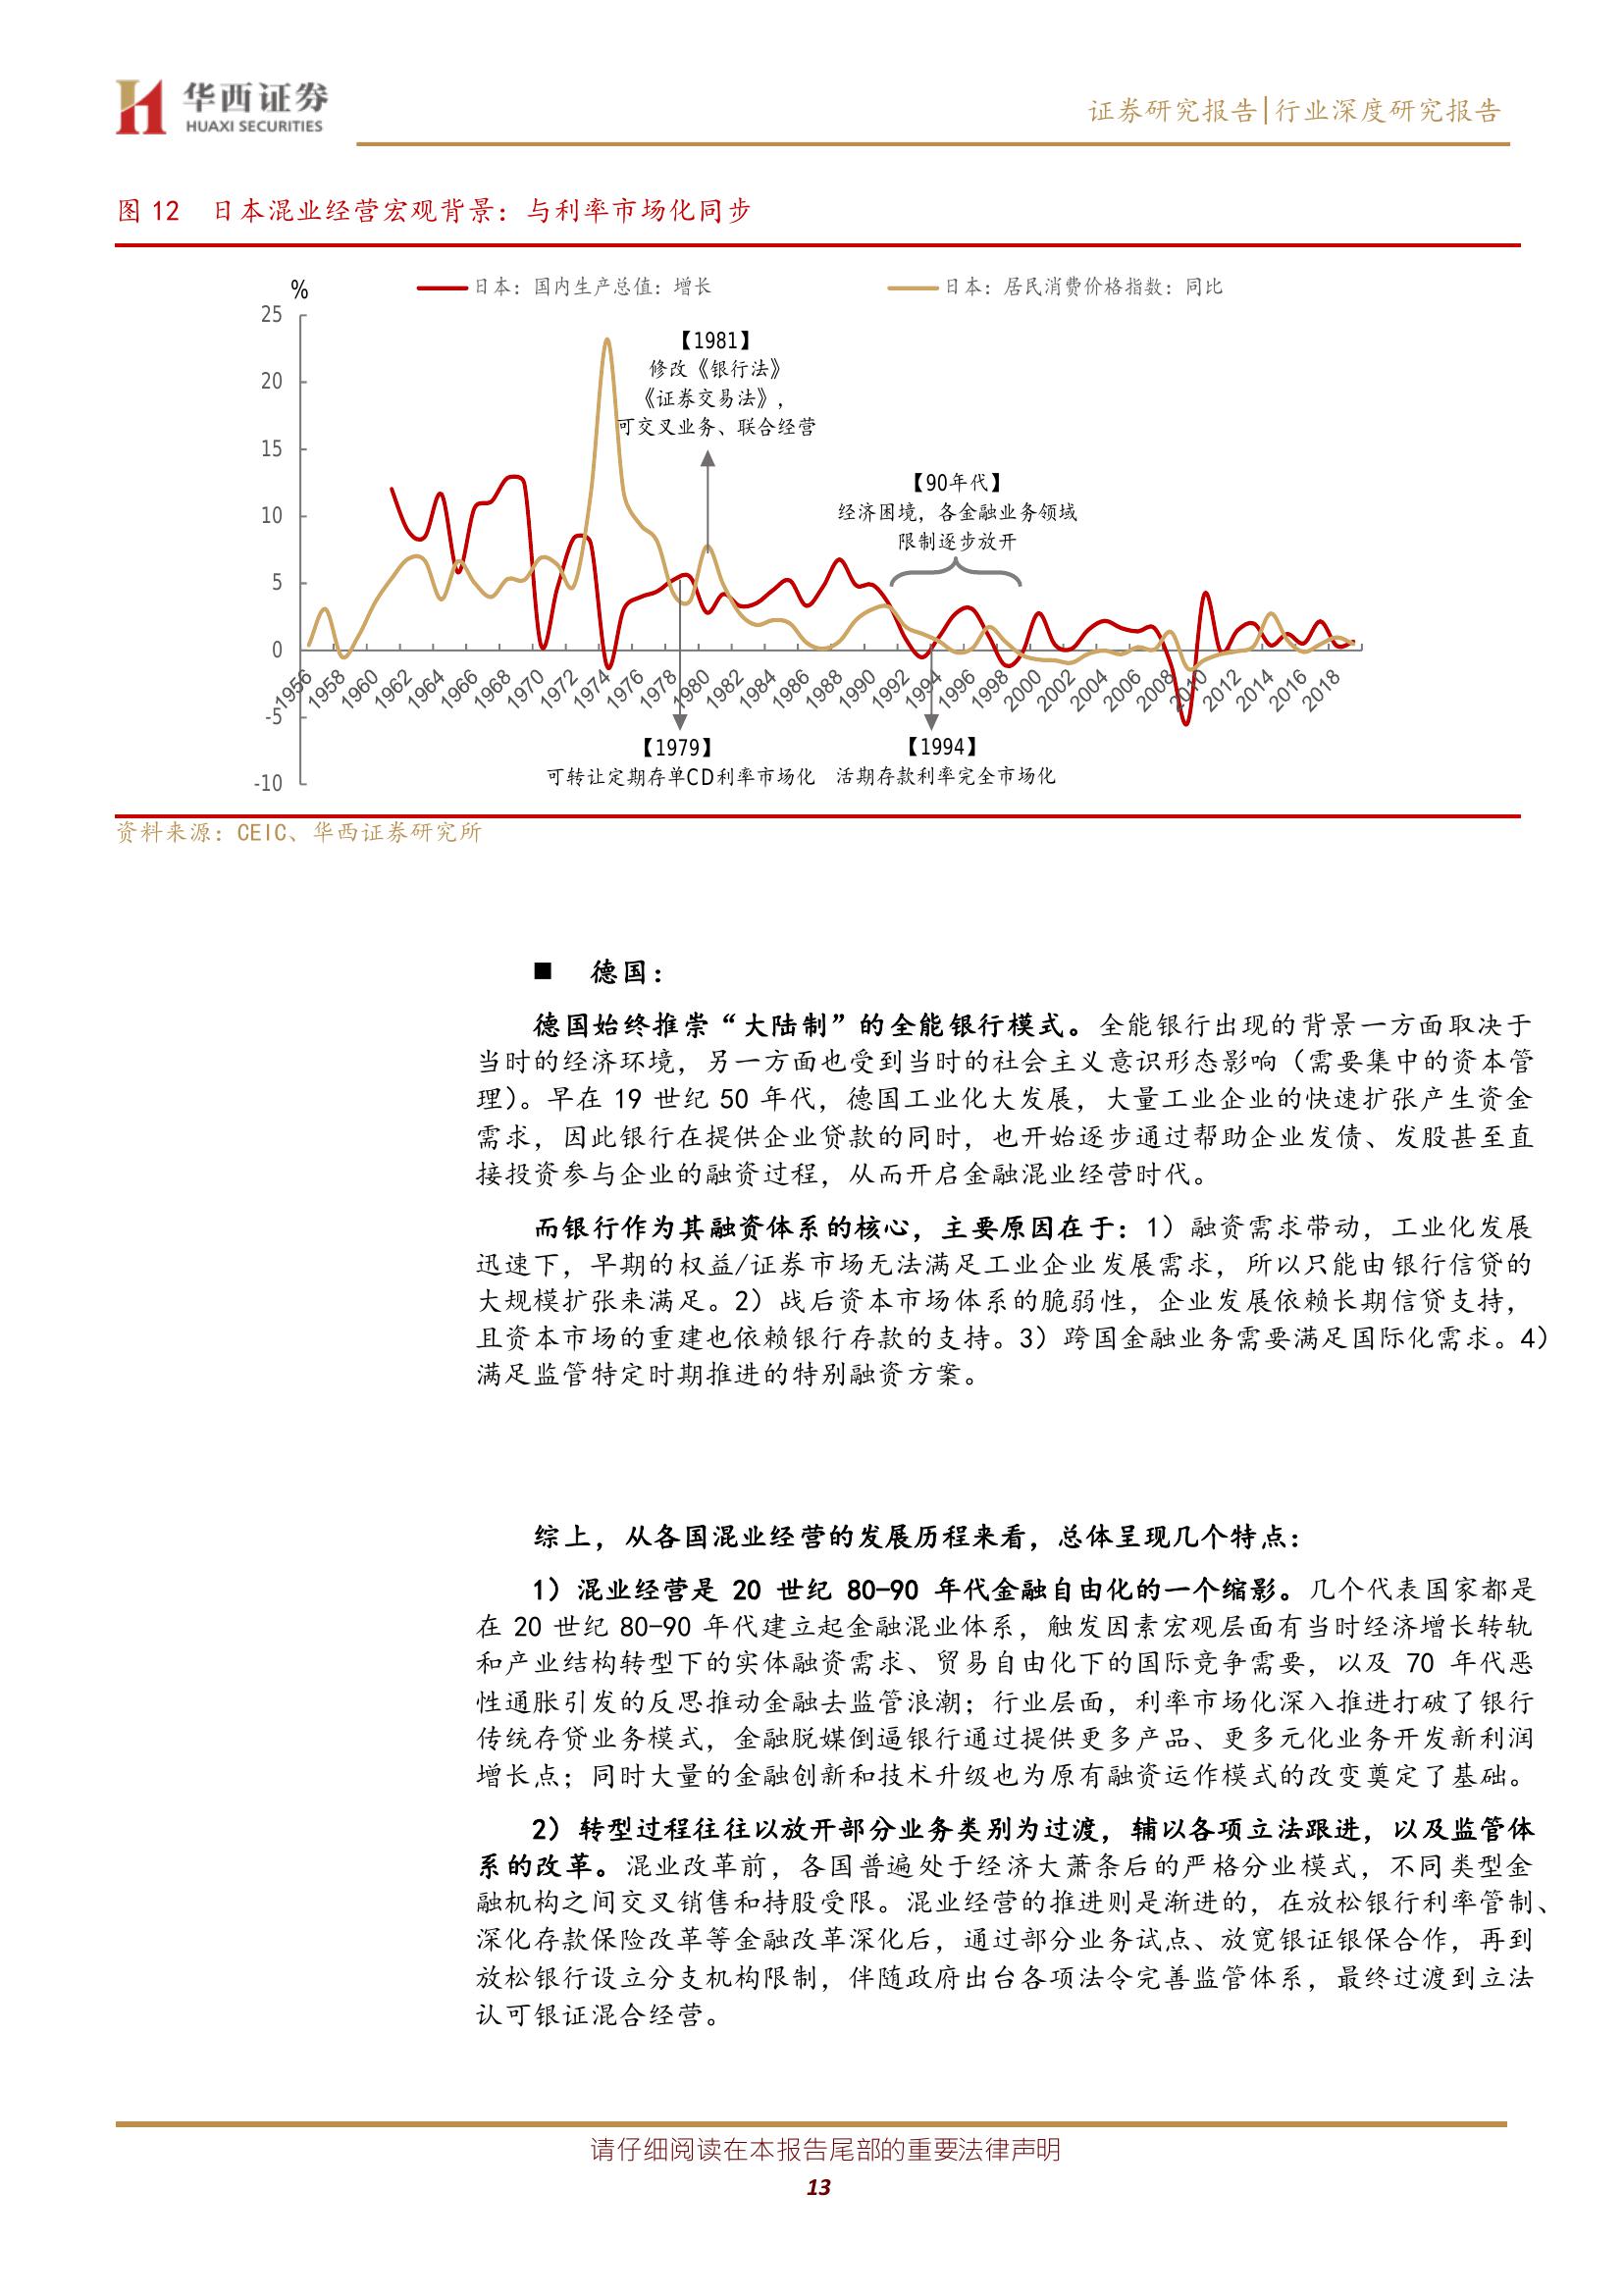 华西证券
HUAXI SECURITIES
证券研究报告|行业深度研究报告
图 12 日本混业经营宏观背景：与利率市场化同步
%
日本：国内生产总值：增长
日本：居民消费价格指数：同比
25
20
15
10
5
0
-5
-10
【1981】
修改《银行法》
《证券交易法》，
可交叉业务、联合经营
【90年代】
经济困境，各金融业务领域
限制逐步放开
1956 1958 1960 1962 1964 1966 1968 1970 1972 1974 1976 1978 1980 1982 1984 1986 1988 1990 1992 1994 1996 1998 2000 2002 2004 2006 2008 2010 2012 2014 2016 2018
【1979】
可转让定期存单CD利率市场化
【1994】
活期存款利率完全市场化
资料来源：CEIC、华西证券研究所
■ 德国：
德国始终推崇“大陆制”的全能银行模式。全能银行出现的背景一方面取决于
当时的经济环境，另一方面也受到当时的社会主义意识形态影响（需要集中的资本管
理）。早在 19 世纪 50 年代，德国工业化大发展，大量工业企业的快速扩张产生资金
需求，因此银行在提供企业贷款的同时，也开始逐步通过帮助企业发债、发股甚至直
接投资参与企业的融资过程，从而开启金融混业经营时代。
而银行作为其融资体系的核心，主要原因在于：1）融资需求带动，工业化发展
迅速下，早期的权益/证券市场无法满足工业企业发展需求，所以只能由银行信贷的
大规模扩张来满足。2）战后资本市场体系的脆弱性，企业发展依赖长期信贷支持，
且资本市场的重建也依赖银行存款的支持。3）跨国金融业务需要满足国际化需求。4）
满足监管特定时期推进的特别融资方案。
综上，从各国混业经营的发展历程来看，总体呈现几个特点：
1）混业经营是 20 世纪 80-90 年代金融自由化的一个缩影。几个代表国家都是
在 20 世纪 80-90 年代建立起金融混业体系，触发因素宏观层面有当时经济增长转轨
和产业结构转型下的实体融资需求、贸易自由化下的国际竞争需要，以及 70 年代恶
性通胀引发的反思推动金融去监管浪潮；行业层面，利率市场化深入推进打破了银行
传统存贷业务模式，金融脱媒倒逼银行通过提供更多产品、更多元化业务开发新利润
增长点；同时大量的金融创新和技术升级也为原有融资运作模式的改变奠定了基础。
2）转型过程往往以放开部分业务类别为过渡，辅以各项立法跟进，以及监管体
系的改革。混业改革前，各国普遍处于经济大萧条后的严格分业模式，不同类型金
融机构之间交叉销售和持股受限。混业经营的推进则是渐进的，在放松银行利率管制、
深化存款保险改革等金融改革深化后，通过部分业务试点、放宽银证银保合作，再到
放松银行设立分支机构限制，伴随政府出台各项法令完善监管体系，最终过渡到立法
认可银证混合经营。
请仔细阅读在本报告尾部的重要法律声明
13